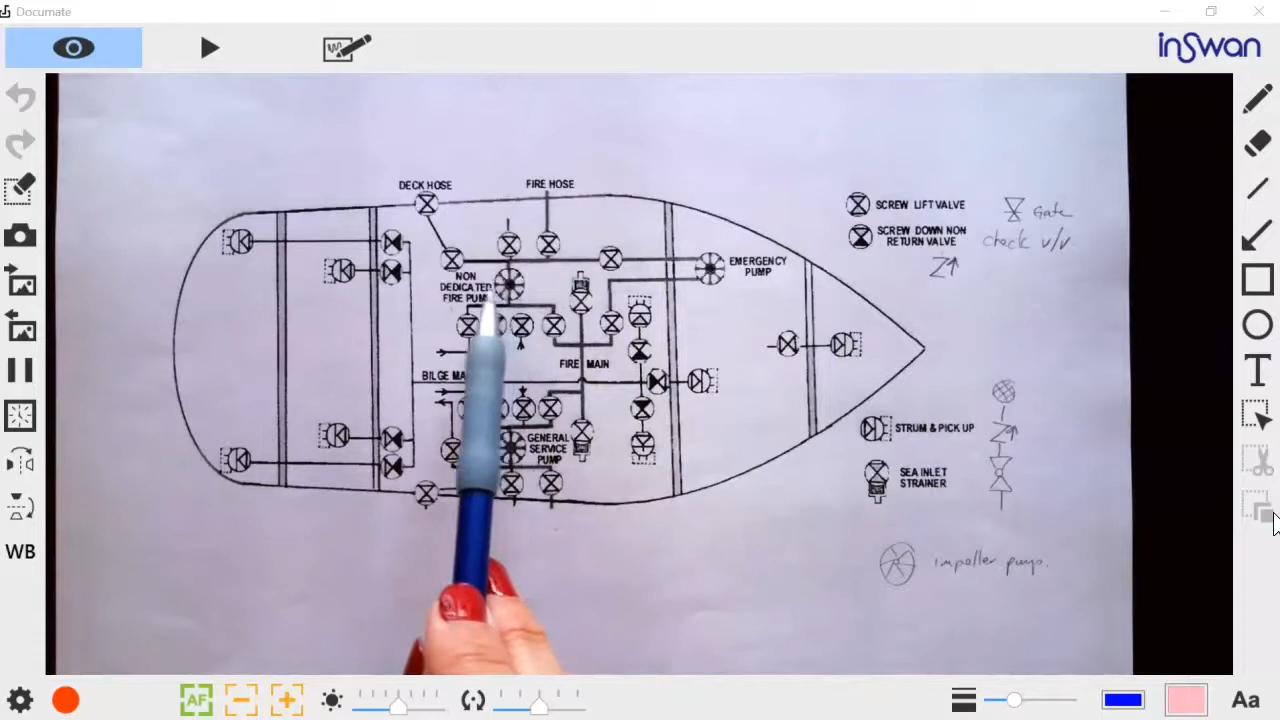 Documate
inSwan
DECK HOSE
FIRE HOSE
SCREW LIFT VALVE
Gate
SCREW DOWN NON
RETURN VALVE
check v/v
NON
DEDICATED
FIRE PUMP
EMERGENCY
PUMP
FIRE MAIN
BILGE
STRUM & PICK UP
GENERAL
SERVICE
PUMP
SEA INLET
STRAINER
impeller pump.
WB
AF
T
Aa